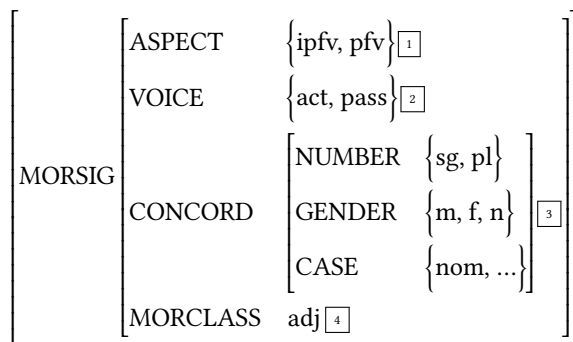 ASPECT {ipfv, pfv} 1
VOICE {act, pass} 2
NUMBER {sg, pl}
MORSIG CONCORD GENDER {m, f, n} 3
CASE {nom, …}
MORCLASS adj 4